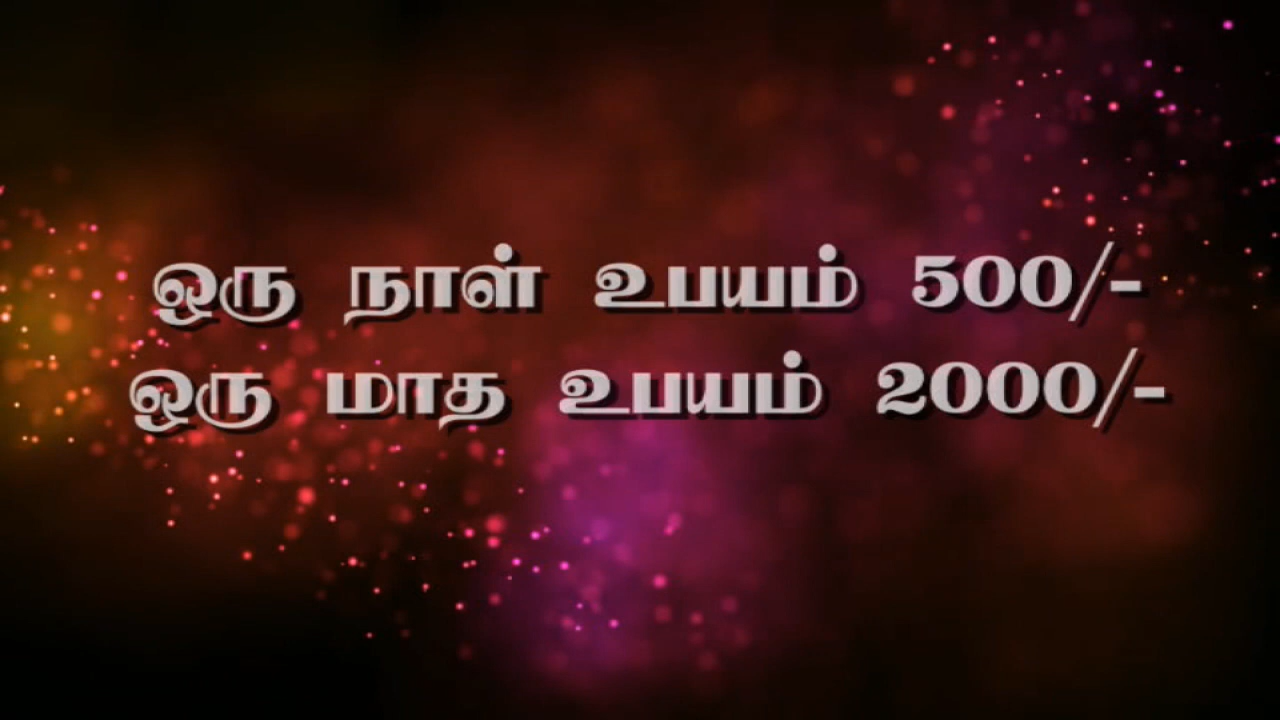 ஒரு நாள் உபயம் 500/-
ஒரு மாத உபயம் 2000/-